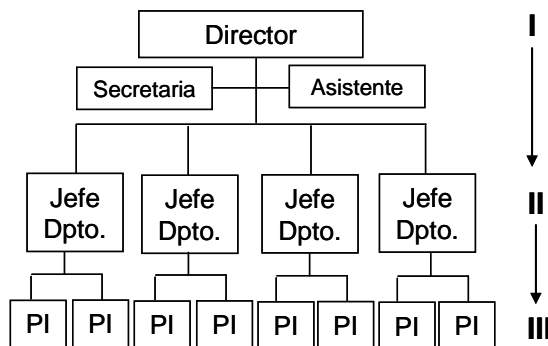 Director
I
Secretaria
Asistente
Jefe
Dpto.
Jefe
Dpto.
Jefe
Dpto.
Jefe
Dpto.
II
PI
PI
PI
PI
PI
PI
PI
PI
III